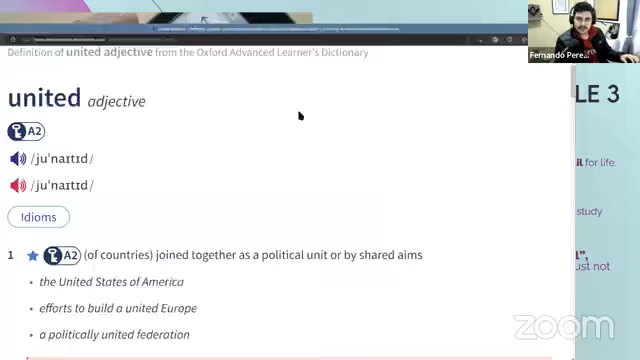 Definition of united adjective from the Oxford Advanced Learner's Dictionary
united adjective
A2
/juˈnaɪtɪd/
/juˈnaɪtɪd/
Idioms
1 A2 (of countries) joined together as a political unit or by shared aims
• the United States of America
• efforts to build a united Europe
• a politically united federation
Fernando Pere...
LE 3
for life.
study
ust not
zoom